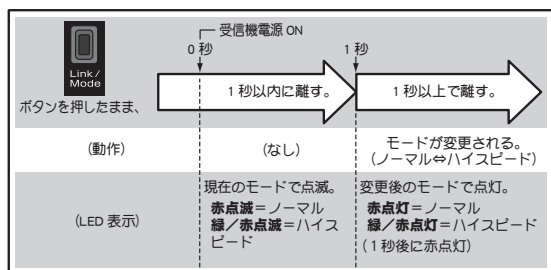 受信機電源 ON
0 秒
1 秒
Link/
Mode
ボタンを押したまま、
1 秒以内に離す。
1 秒以上で離す。
(動作)
(なし)
モードが変更される。
(ノーマル⇔ハイスピード)
(LED 表示)
現在のモードで点滅。
赤点滅=ノーマル
緑/赤点滅=ハイス
ピード
変更後のモードで点灯。
赤点灯=ノーマル
緑/赤点灯=ハイスピード
(1 秒後に赤点灯)